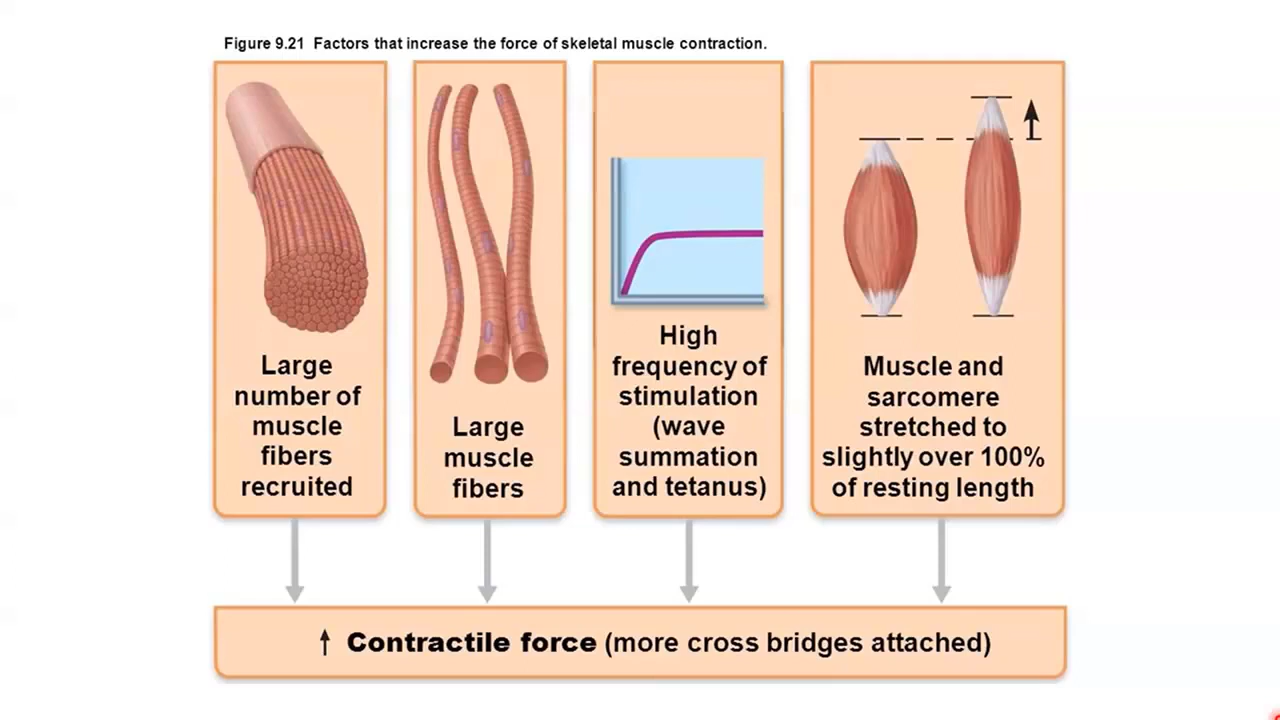 Figure 9.21 Factors that increase the force of skeletal muscle contraction.
Large
number of
muscle
fibers
recruited
Large
muscle
fibers
High
frequency of
stimulation
(wave
summation
and tetanus)
Muscle and
sarcomere
stretched to
slightly over 100%
of resting length
↑ Contractile force (more cross bridges attached)